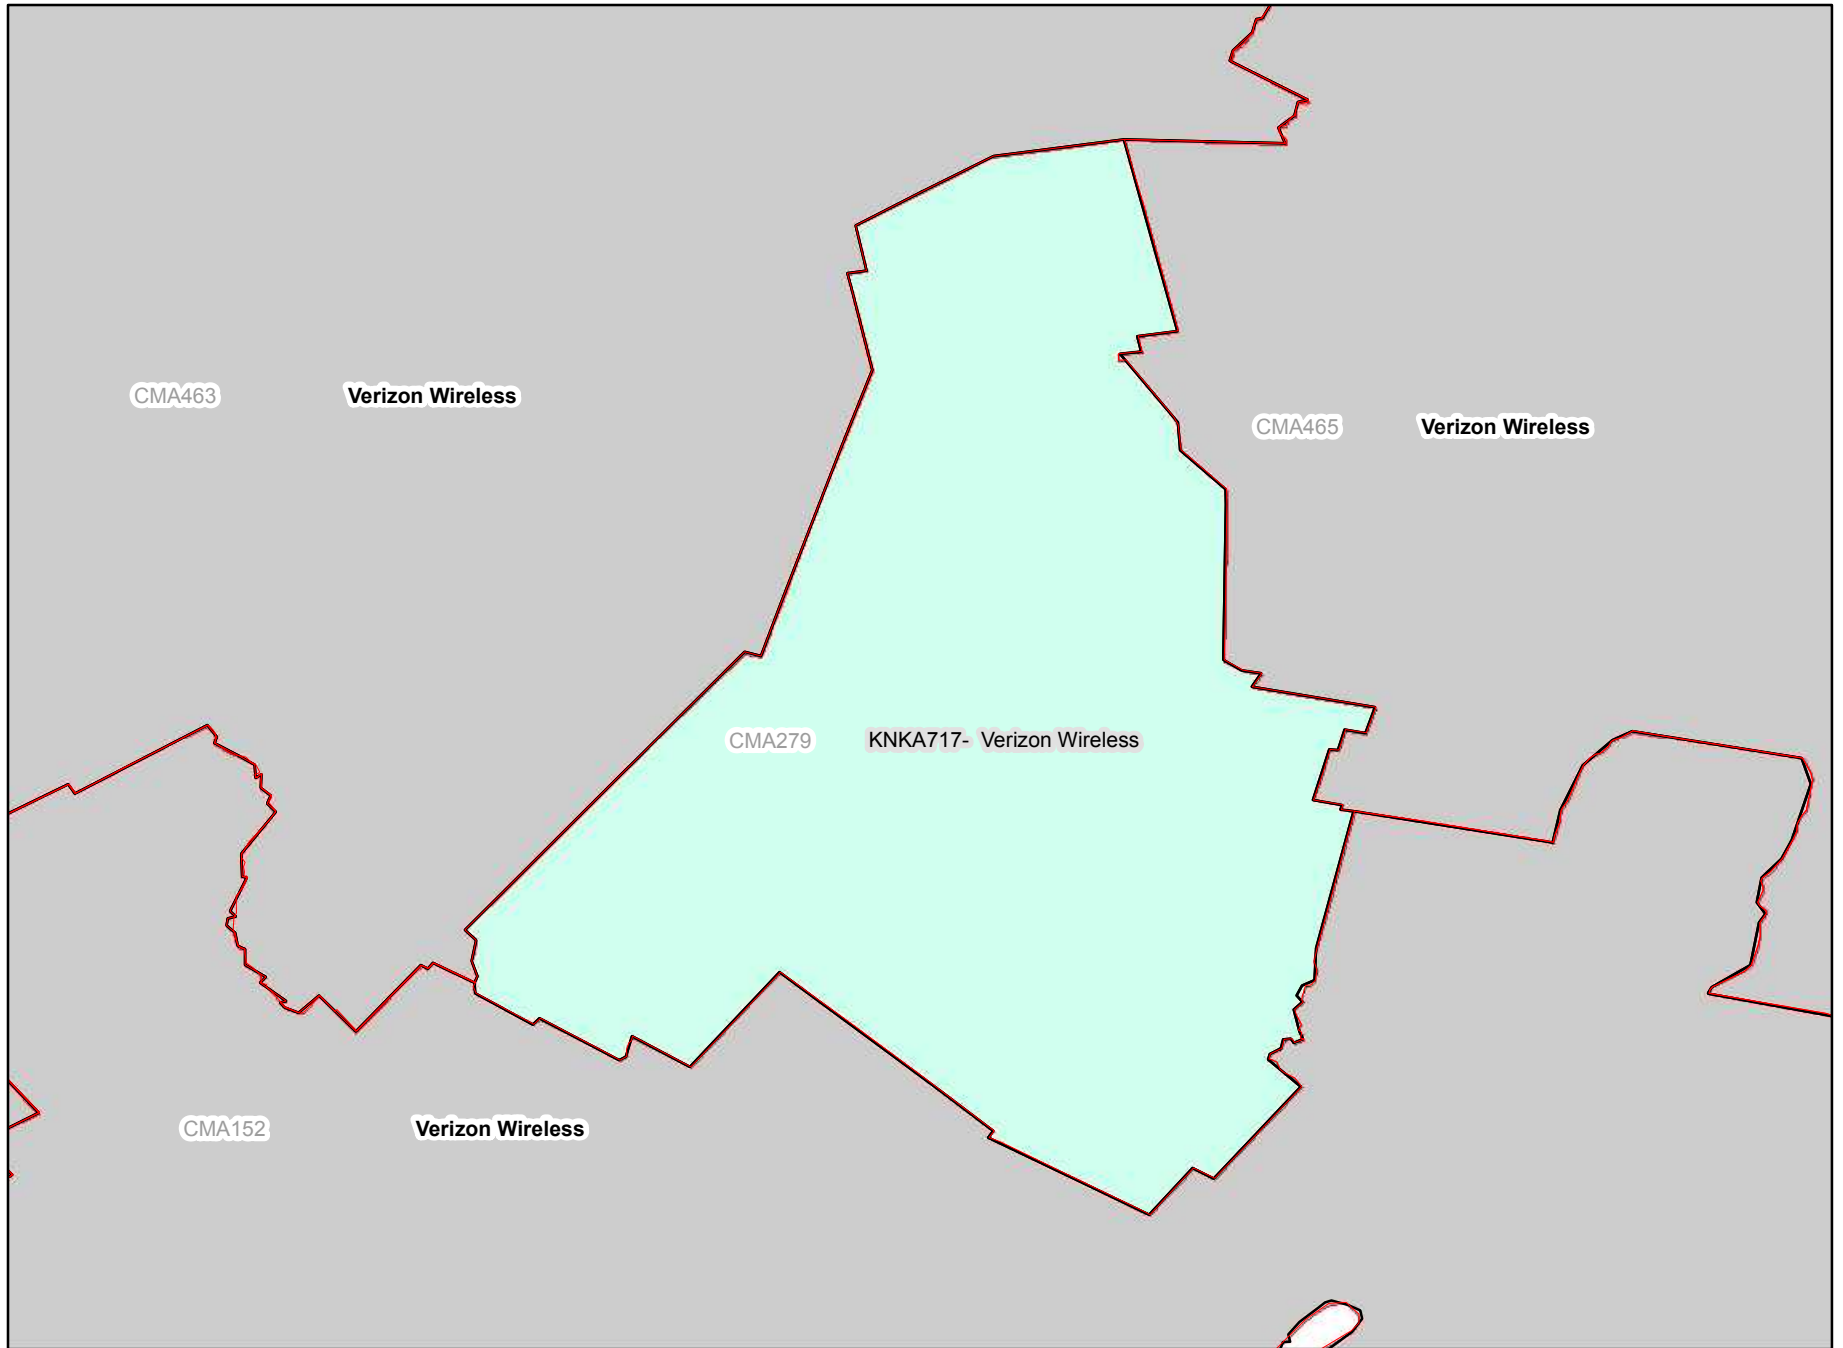 CMA463 Verizon Wireless
CMA465 Verizon Wireless
CMA279 KNKA717- Verizon Wireless
CMA152 Verizon Wireless